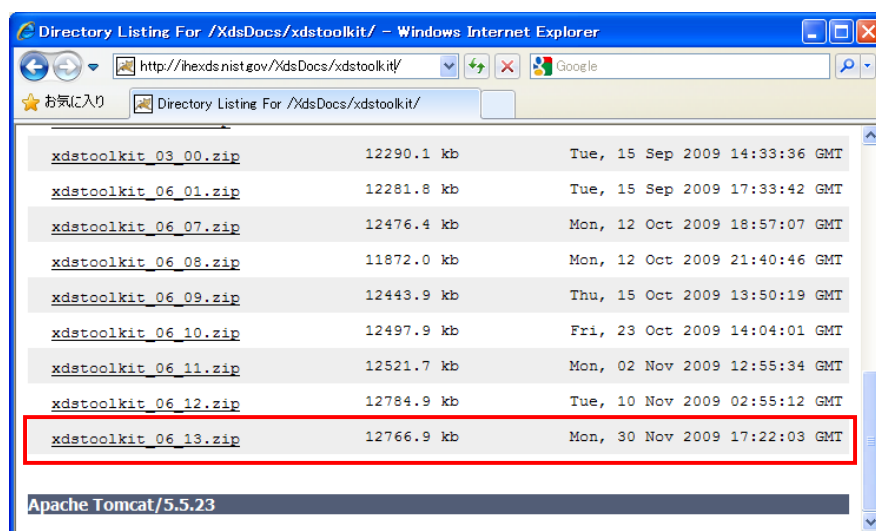 Directory Listing For /XdsDocs/xdstoolkit/ - Windows Internet Explorer
http://ihexds.nist.gov/XdsDocs/xdstoolkit/
Google
お気に入り
Directory Listing For /XdsDocs/xdstoolkit/
xdstoolkit_03_00.zip 12290.1 kb Tue, 15 Sep 2009 14:33:36 GMT
xdstoolkit_06_01.zip 12281.8 kb Tue, 15 Sep 2009 17:33:42 GMT
xdstoolkit_06_07.zip 12476.4 kb Mon, 12 Oct 2009 18:57:07 GMT
xdstoolkit_06_08.zip 11872.0 kb Mon, 12 Oct 2009 21:40:46 GMT
xdstoolkit_06_09.zip 12443.9 kb Thu, 15 Oct 2009 13:50:19 GMT
xdstoolkit_06_10.zip 12497.9 kb Fri, 23 Oct 2009 14:04:01 GMT
xdstoolkit_06_11.zip 12521.7 kb Mon, 02 Nov 2009 12:55:34 GMT
xdstoolkit_06_12.zip 12784.9 kb Tue, 10 Nov 2009 02:55:12 GMT
xdstoolkit_06_13.zip 12766.9 kb Mon, 30 Nov 2009 17:22:03 GMT
Apache Tomcat/5.5.23